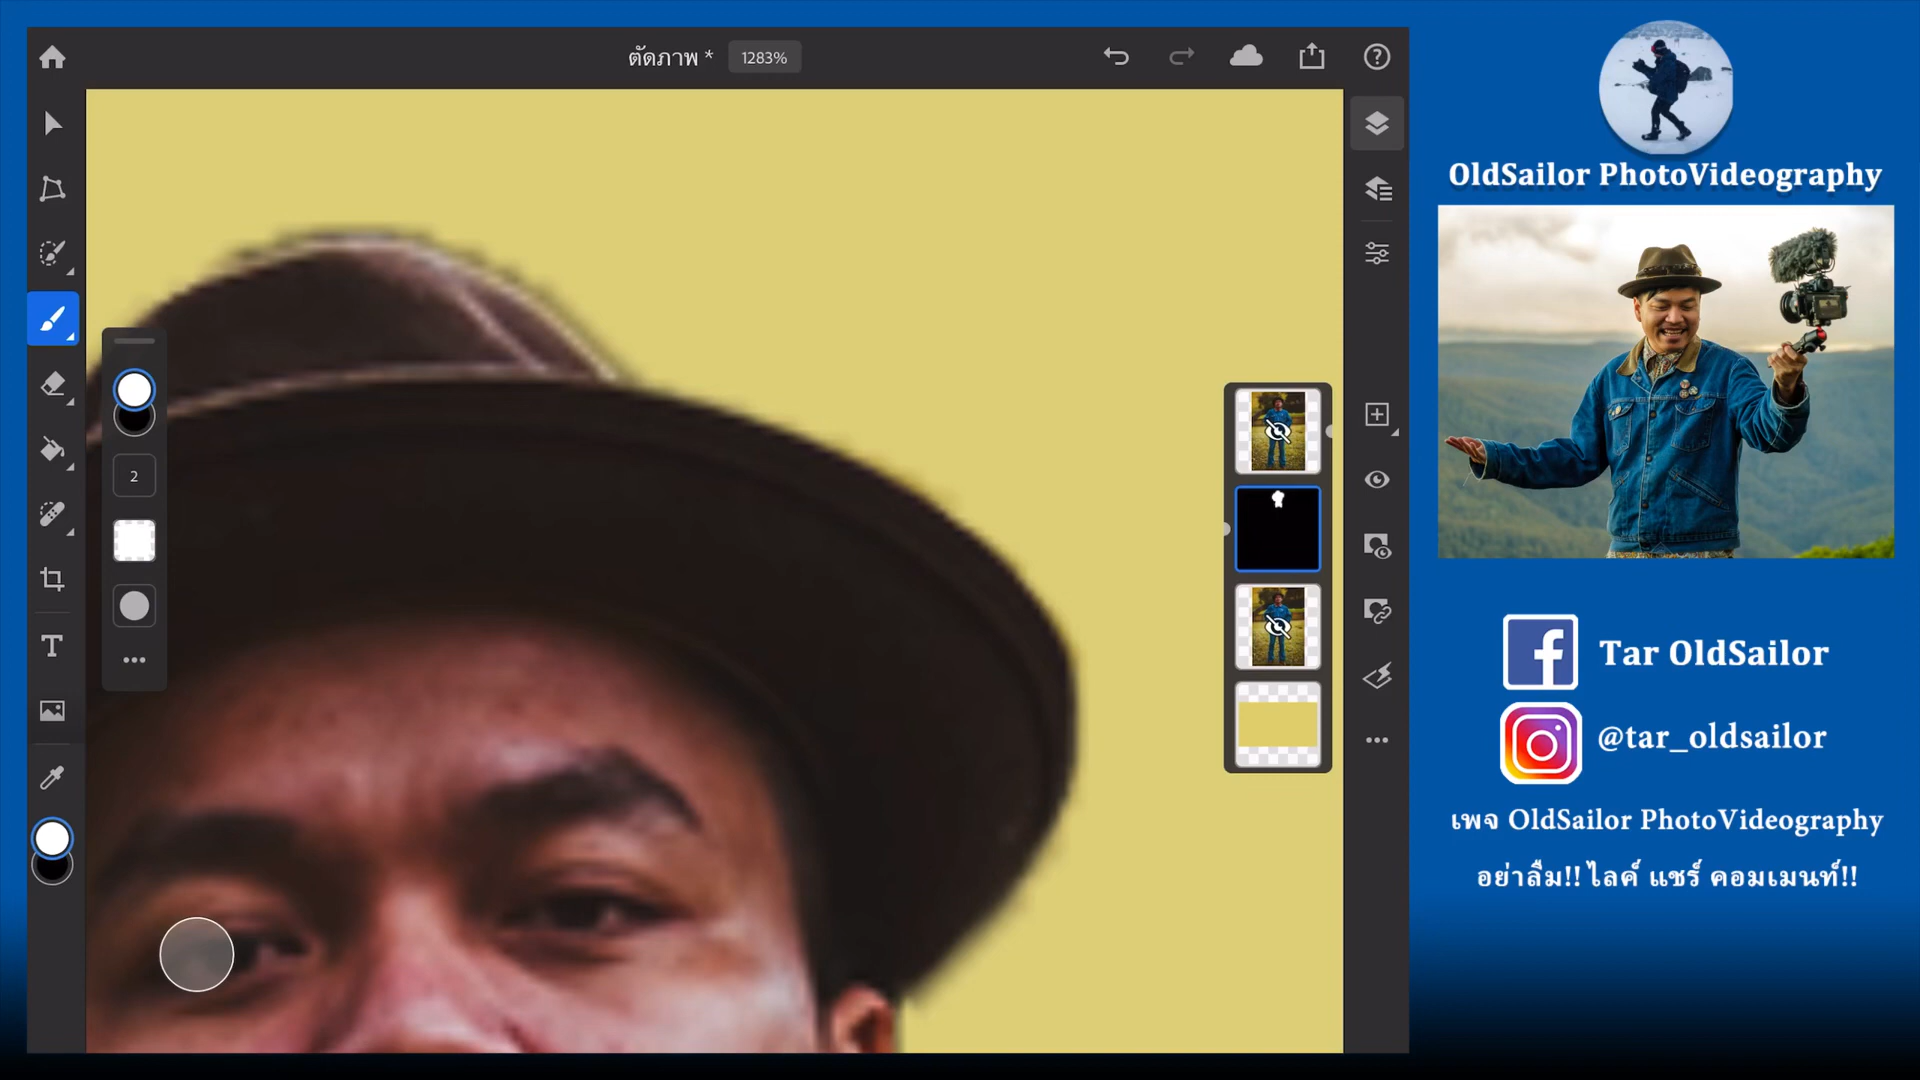 ตัดภาพ * 1283%
2
OldSailor PhotoVideography
Tar OldSailor
@tar_oldsailor
เพจ OldSailor PhotoVideography
อย่าลืม!! ไลค์ แชร์ คอมเมนท์!!